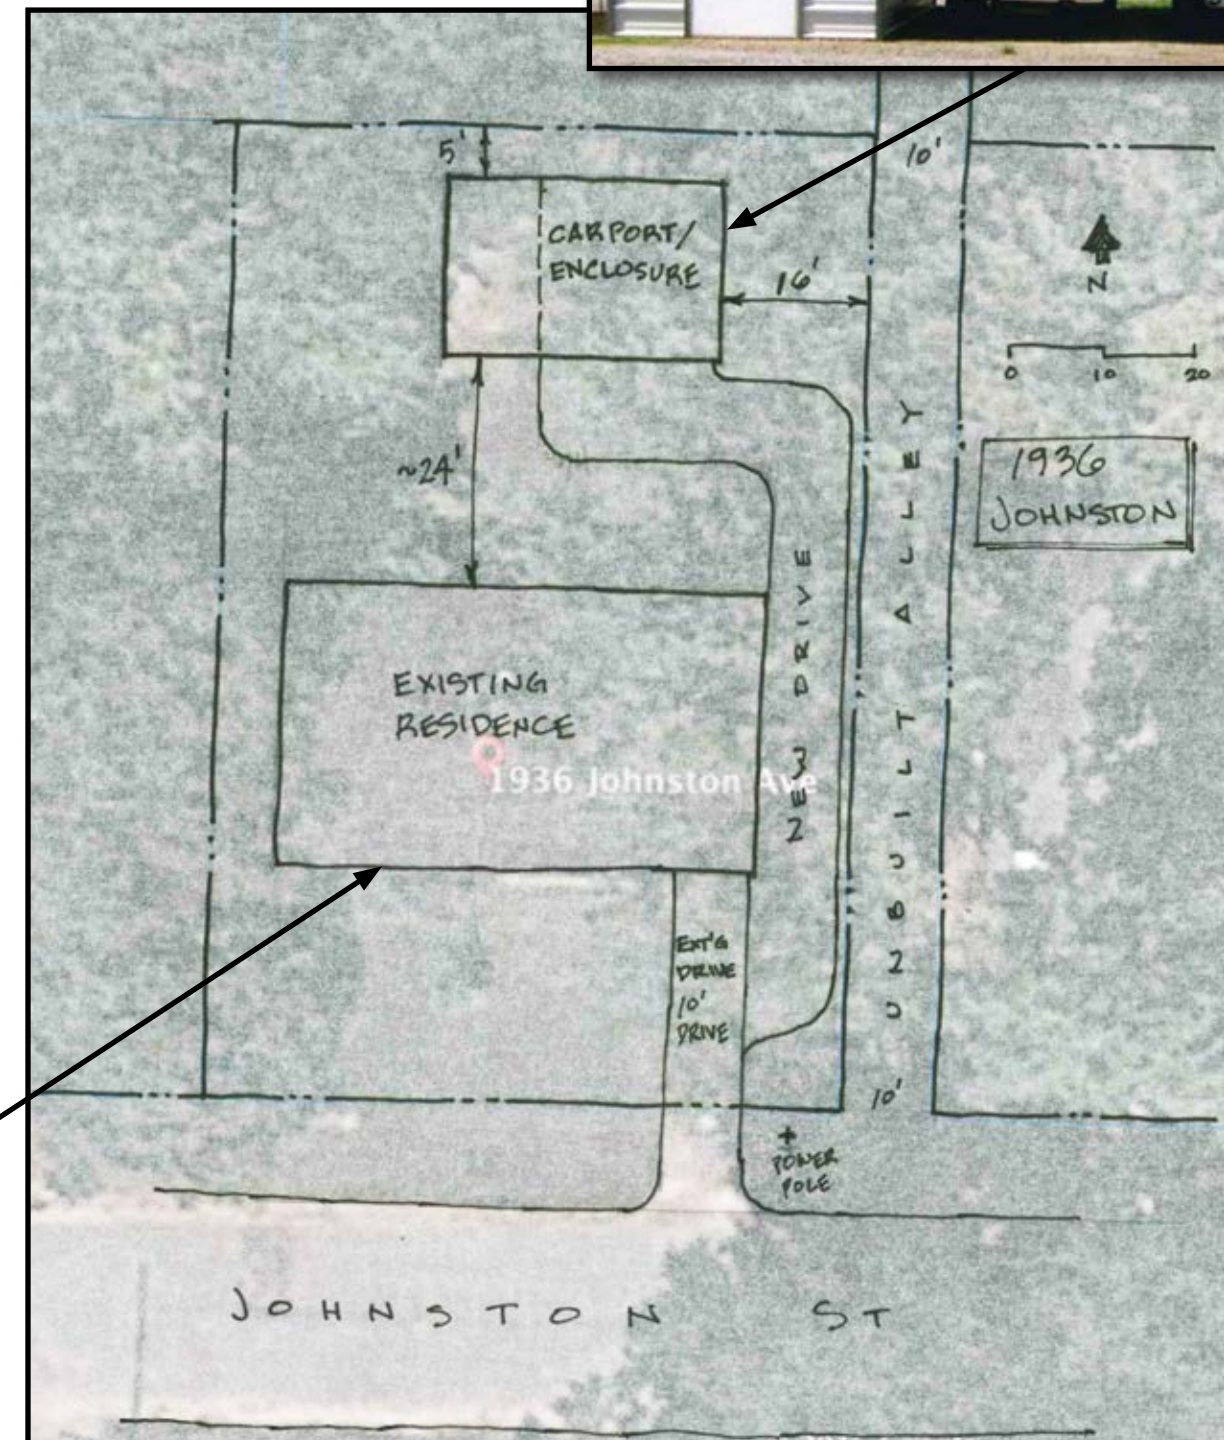 5'
10'
CARPORT/
ENCLOSURE
16'
N
0 10 20
~24'
1936
JOHNSTON
NEW DRIVE
UNBUILT ALLEY
EXISTING
RESIDENCE
1936 Johnston Ave
EXT'G
DRIVE
10'
DRIVE
10'
POWER
POLE
JOHNSTON ST